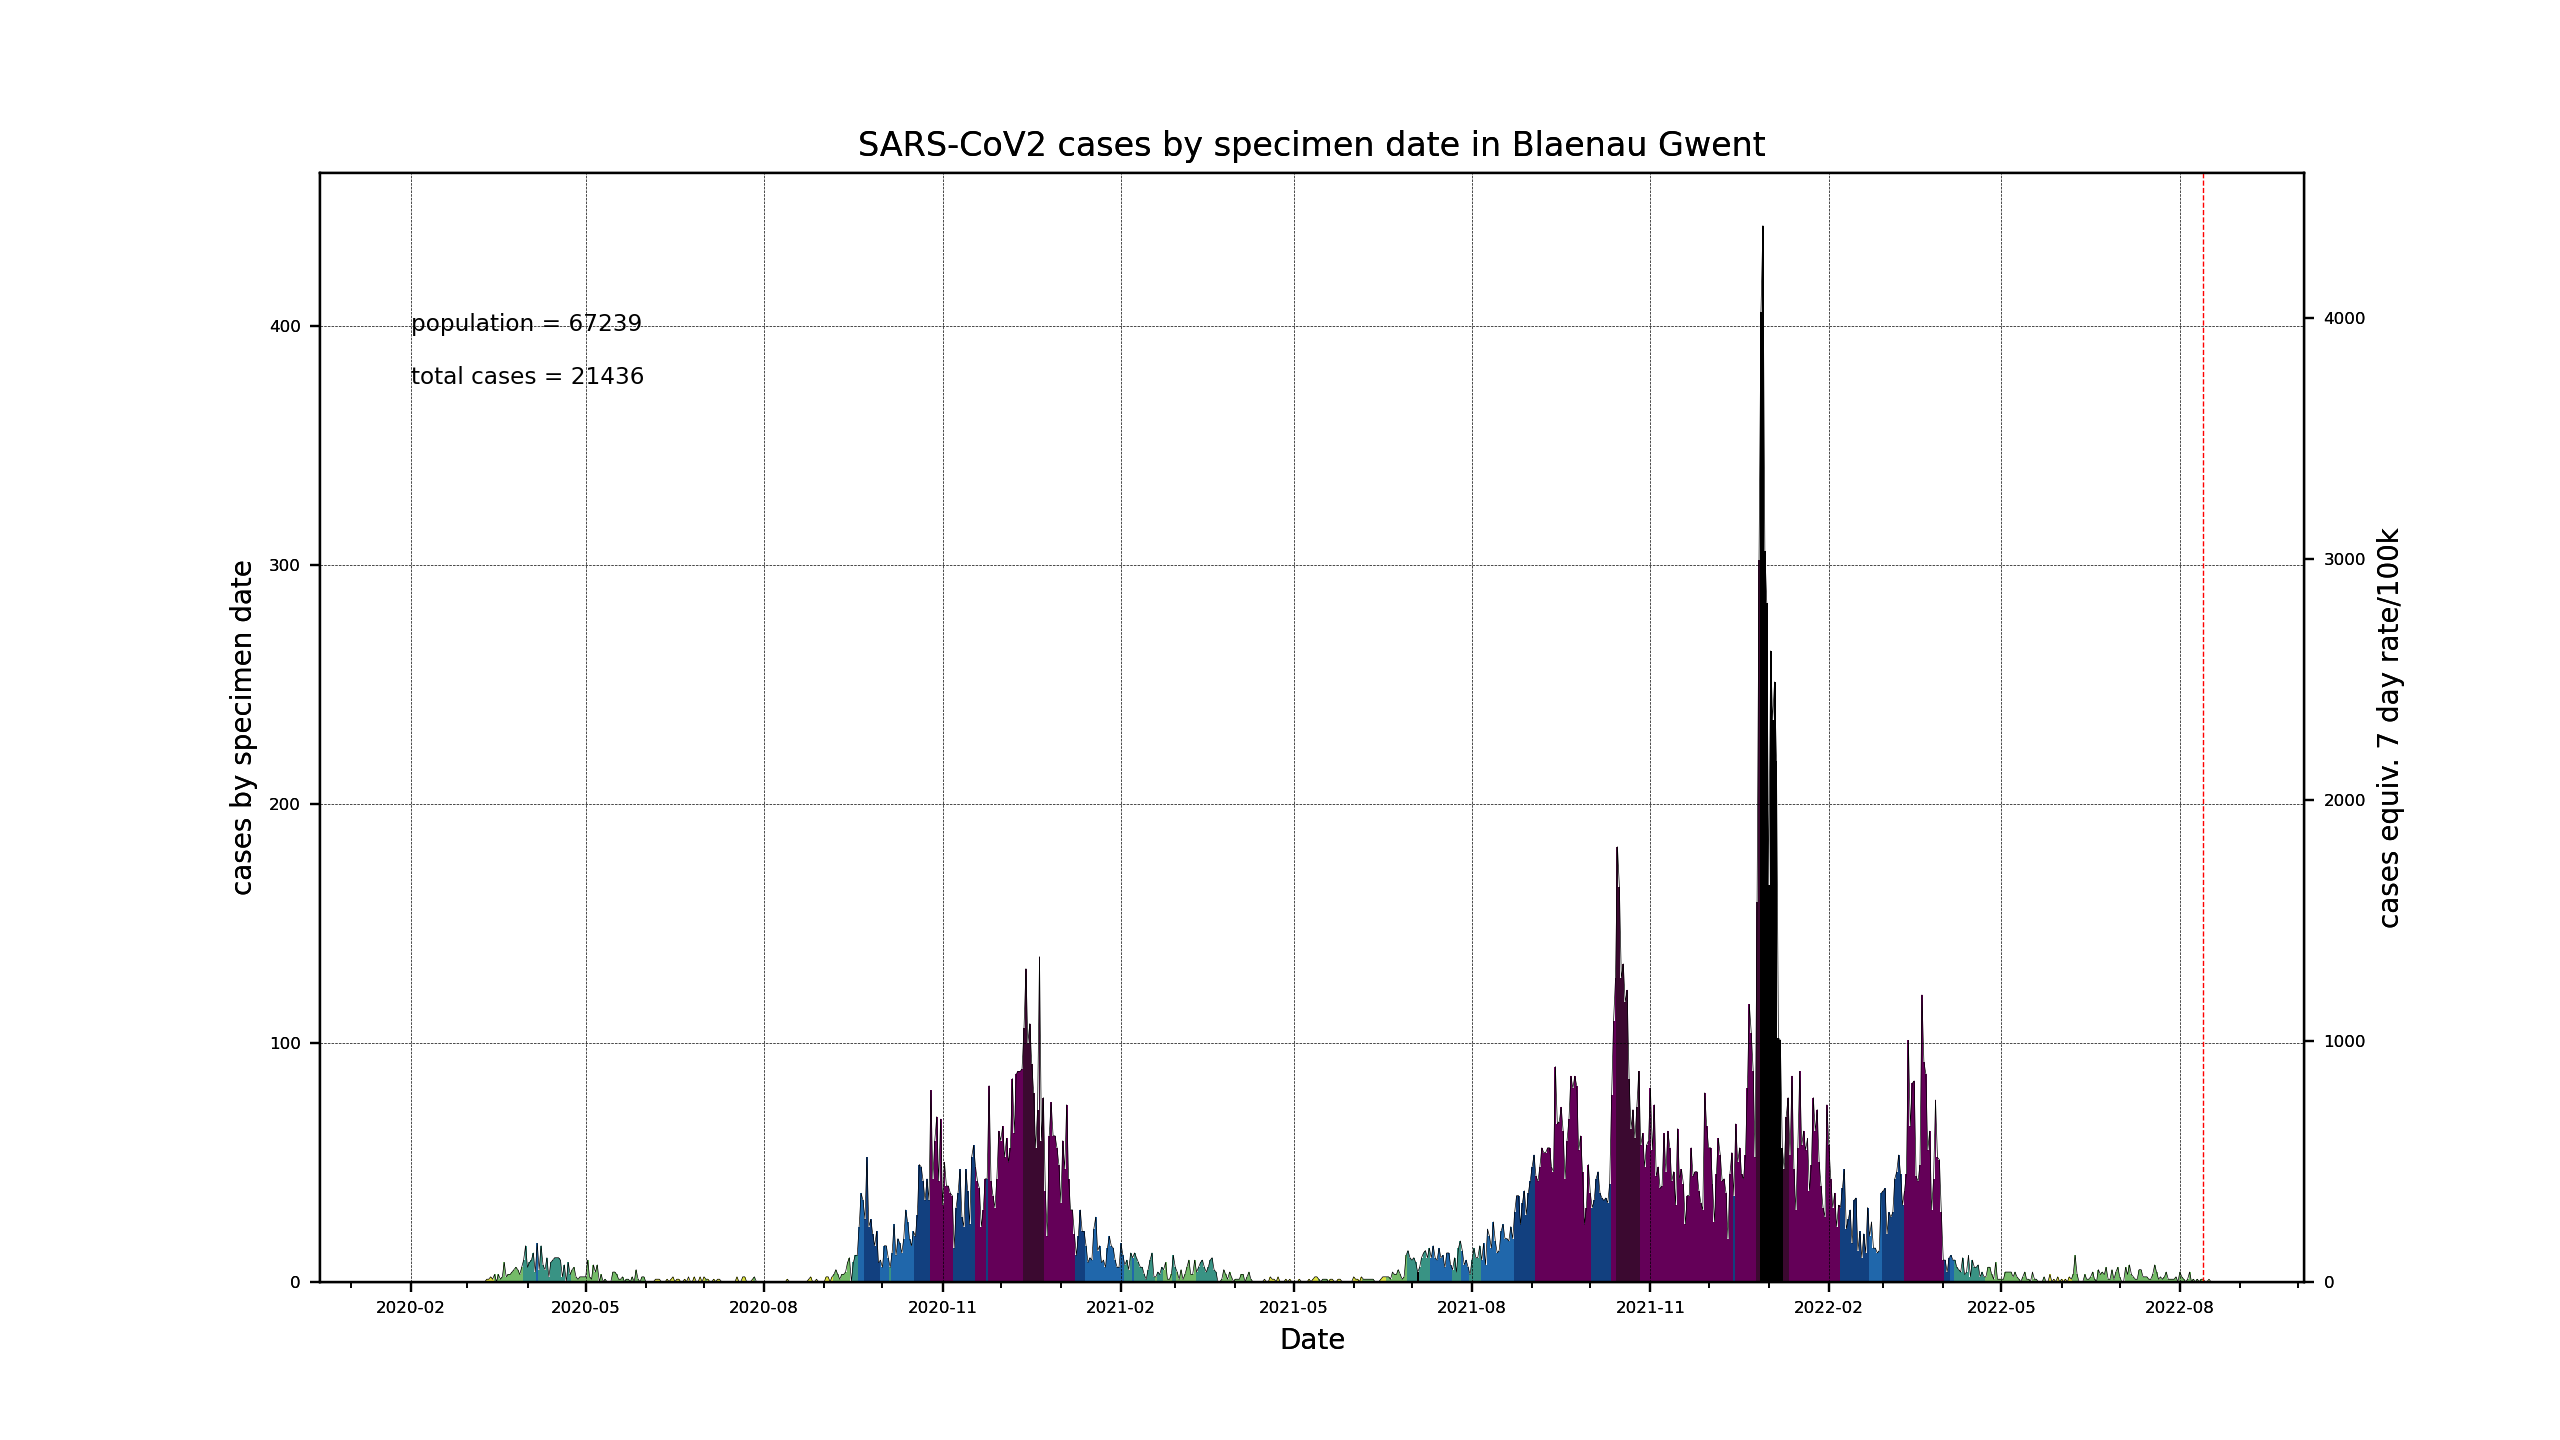 SARS-CoV2 cases by specimen date in Blaenau Gwent
population = 67239
total cases = 21436
cases by specimen date
400
300
200
100
0
4000
3000
2000
1000
0
cases equiv. 7 day rate/100k
2020-02 2020-05 2020-08 2020-11 2021-02 2021-05 2021-08 2021-11 2022-02 2022-05 2022-08
Date